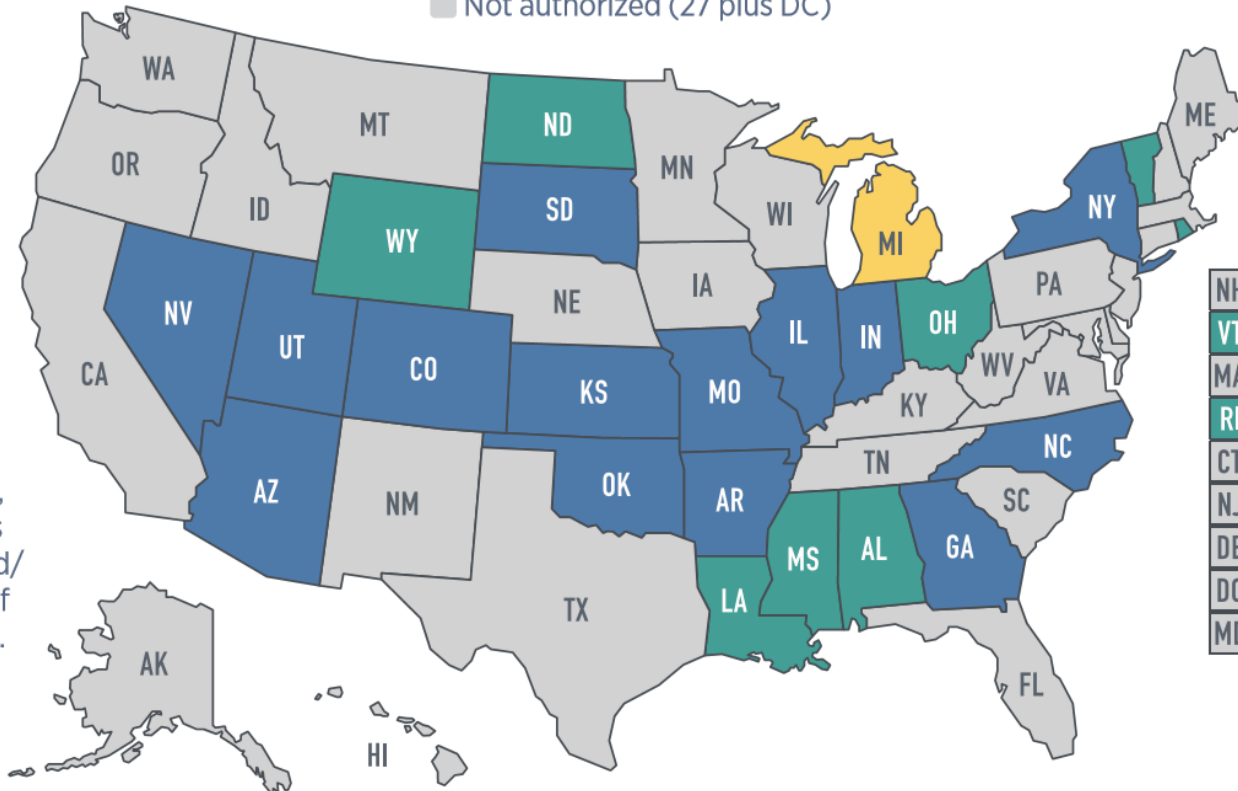 Not authorized (27 plus DC)
WA
MT
ND
MN
ME
OR
ID
SD
WI
MI
NY
WY
NE
IA
PA
NV
UT
CO
IL
IN
OH
WV
VA
CA
KS
MO
KY
NC
AZ
NM
OK
AR
TN
SC
MS
AL
GA
TX
LA
AK
HI
FL
d/
f
NH
VT
MA
RI
CT
NJ
DE
DC
MD